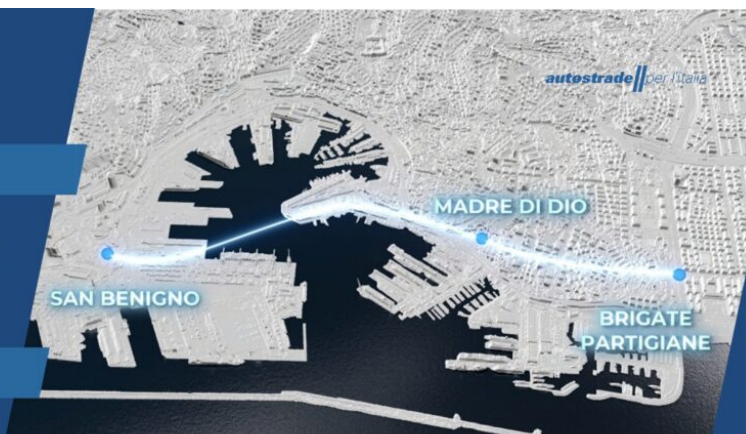 autostrade per l'italia
MADRE DI DIO
SAN BENIGNO
BRIGATE
PARTIGIANE